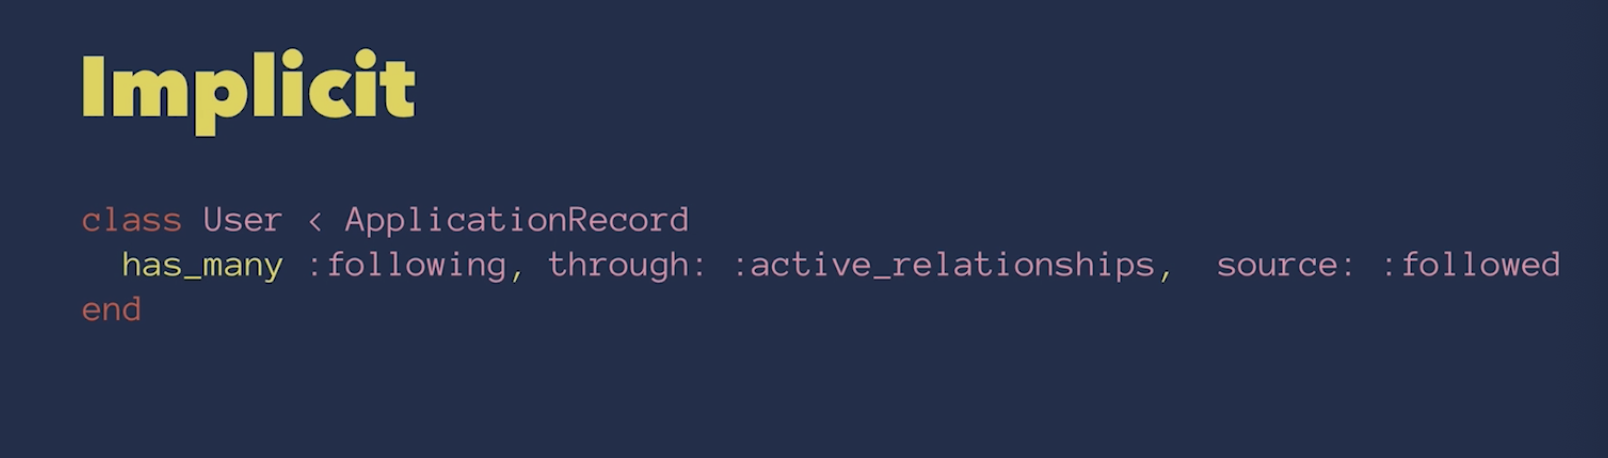 Implicit
class User < ApplicationRecord
  has_many :following, through: :active_relationships,  source: :followed
end